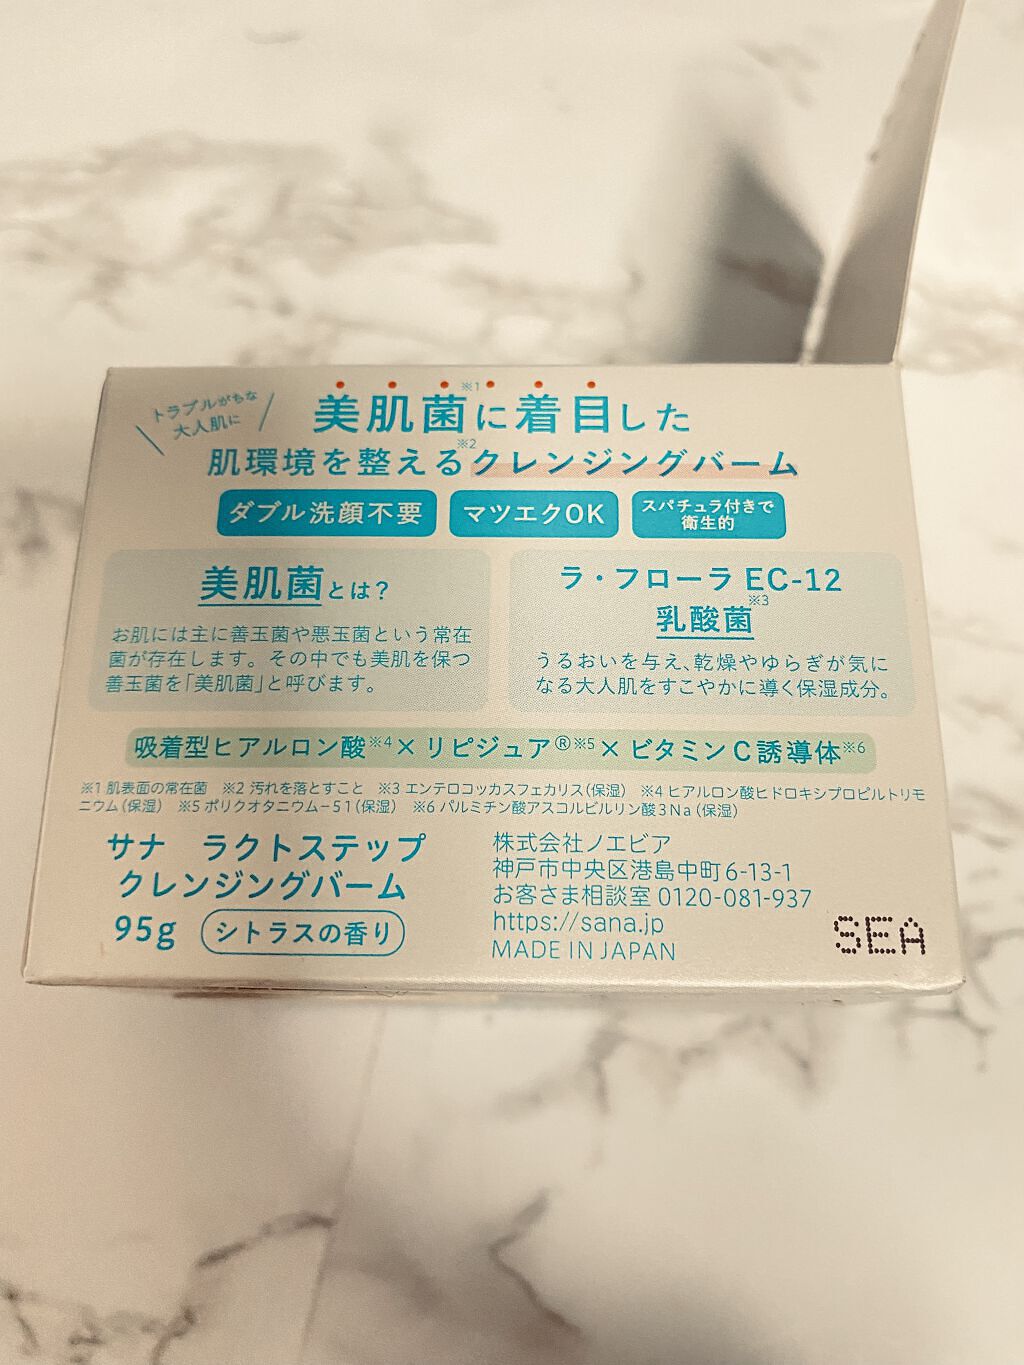 トラブルがちな
大人肌に
美肌菌※1に着目した
肌環境を整える※2クレンジングバーム
ダブル洗顔不要
マツエクOK
スパチュラ付きで
衛生的
美肌菌とは?
お肌には主に善玉菌や悪玉菌という常在
菌が存在します。その中でも美肌を保つ
善玉菌を「美肌菌」と呼びます。
ラ・フローラ EC-12
乳酸菌※3
うるおいを与え、乾燥やゆらぎが気に
なる大人肌をすこやかに導く保湿成分。
吸着型ヒアルロン酸※4×リピジュア®※5×ビタミンC誘導体※6
※1 肌表面の常在菌 ※2 汚れを落とすこと ※3 エンテロコッカスフェカリス(保湿) ※4 ヒアルロン酸ヒドロキシプロピルトリモ
ニウム(保湿) ※5 ポリクオタニウム-51(保湿) ※6 パルミチン酸アスコルビルリン酸3Na(保湿)
サナ ラクトステップ
クレンジングバーム
95g シトラスの香り
株式会社ノエビア
神戸市中央区港島中町6-13-1
お客さま相談室 0120-081-937
https://sana.jp
MADE IN JAPAN
SEA